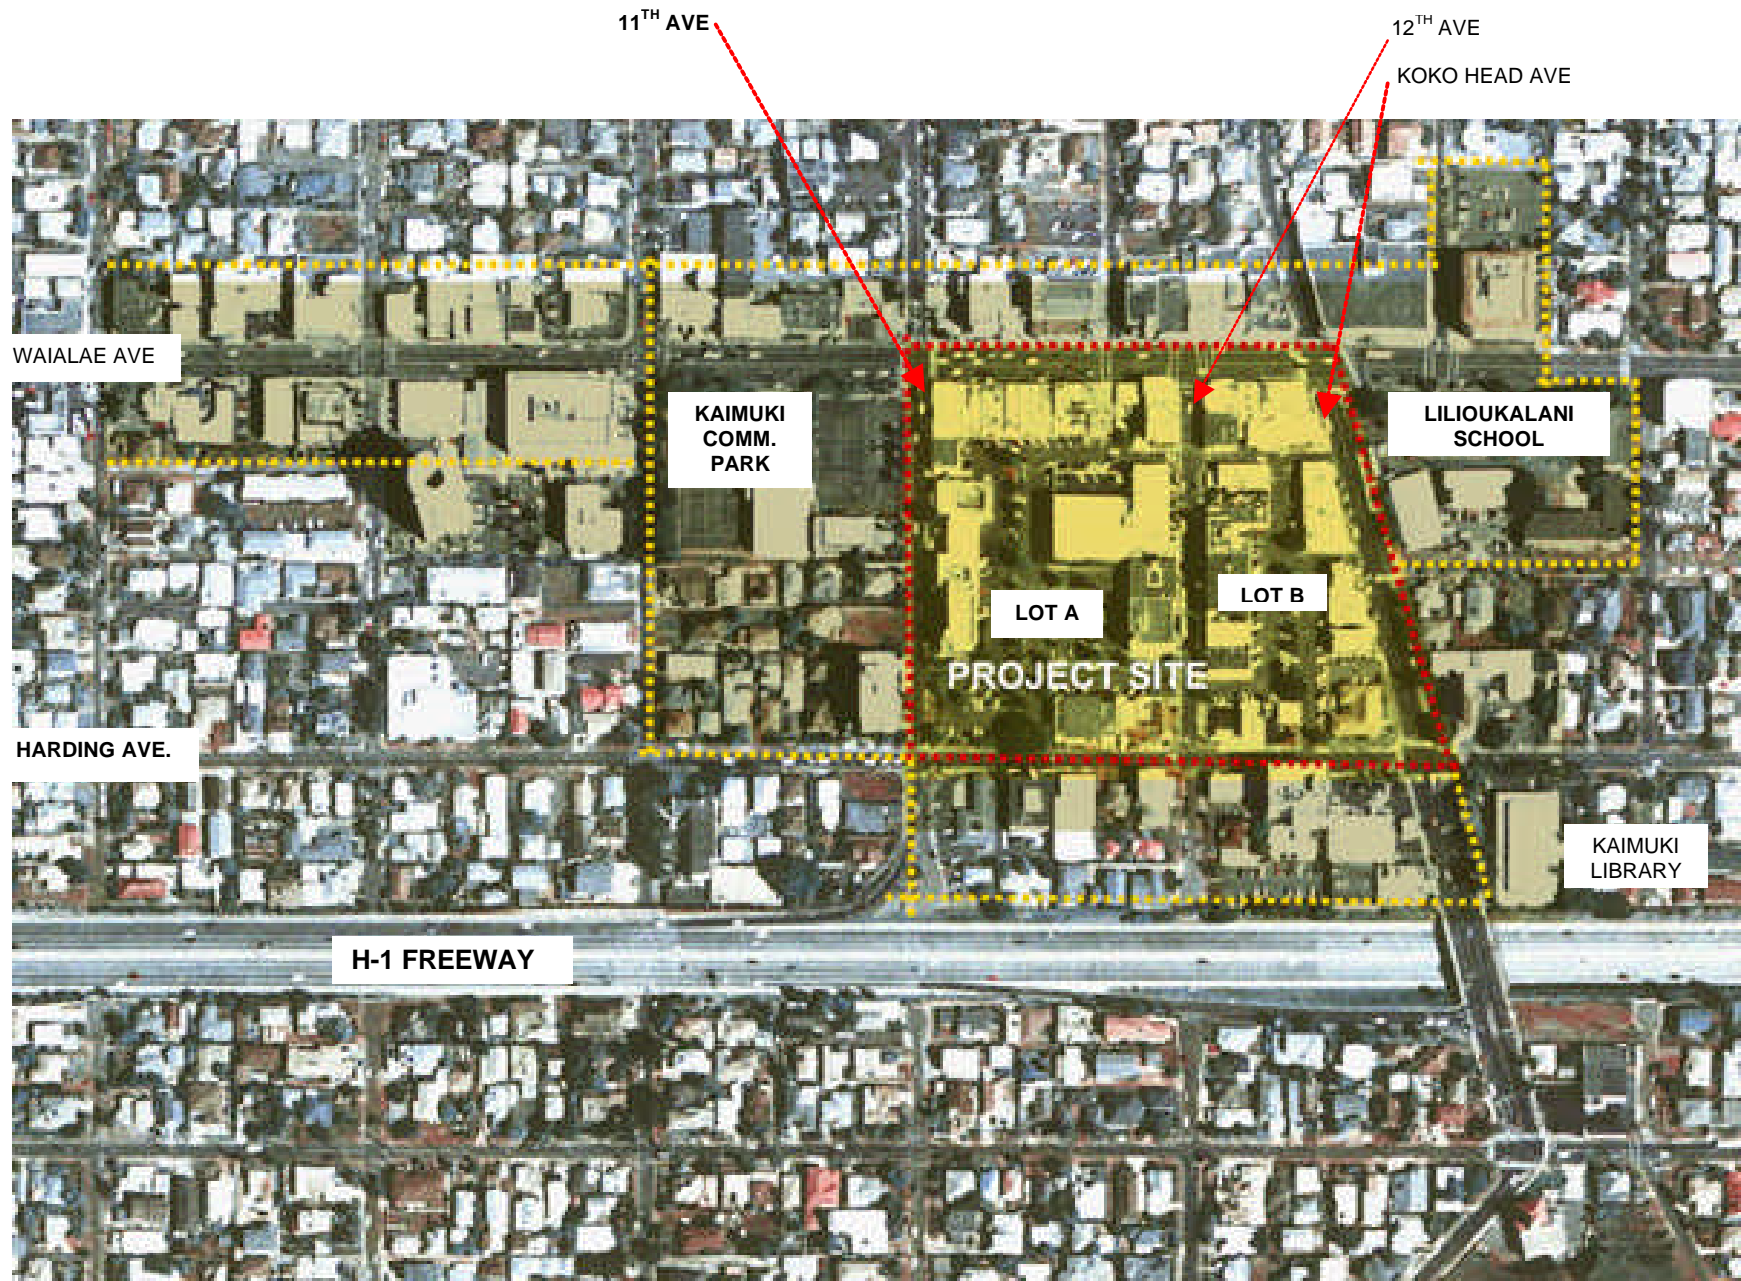 11TH AVE
12TH AVE
KOKO HEAD AVE
WAIALAE AVE
KAIMUKI
COMM.
PARK
LILIOUKALANI
SCHOOL
LOT A
LOT B
PROJECT SITE
HARDING AVE.
KAIMUKI
LIBRARY
H-1 FREEWAY